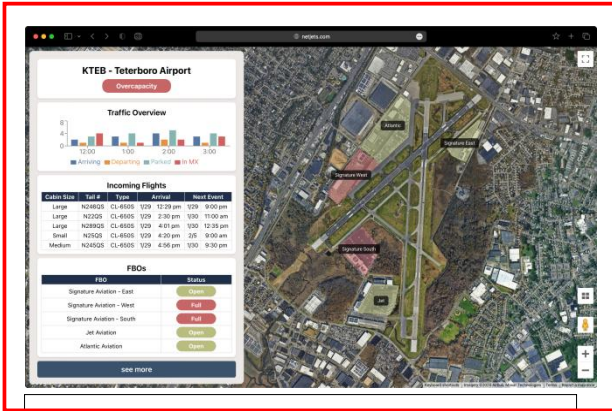 netjets.com
KTEB - Teterboro Airport
Overcapacity
Traffic Overview
8
4
0
12:00 1:00 2:00 3:00
Arriving Departing Parked In MX
Incoming Flights
Cabin Size Tail # Type Arrival Next Event
Large N246QS CL-650S 1/29 12:29 pm 1/29 9:00 pm
Large N22QS CL-650S 1/29 2:30 pm 1/30 11:00 am
Large N289QS CL-650S 1/29 4:01 pm 1/30 12:35 pm
Small N25QS CL-650S 1/29 4:20 pm 2/5 9:00 am
Medium N245QS CL-650S 1/29 4:56 pm 1/30 9:30 pm
FBOs
FBO Status
Signature Aviation - East Open
Signature Aviation - West Full
Signature Aviation - South Full
Jet Aviation Open
Atlantic Aviation Open
see more
Atlantic
Signature East
Signature West
Signature South
Jet
Keyboard shortcuts
Terms